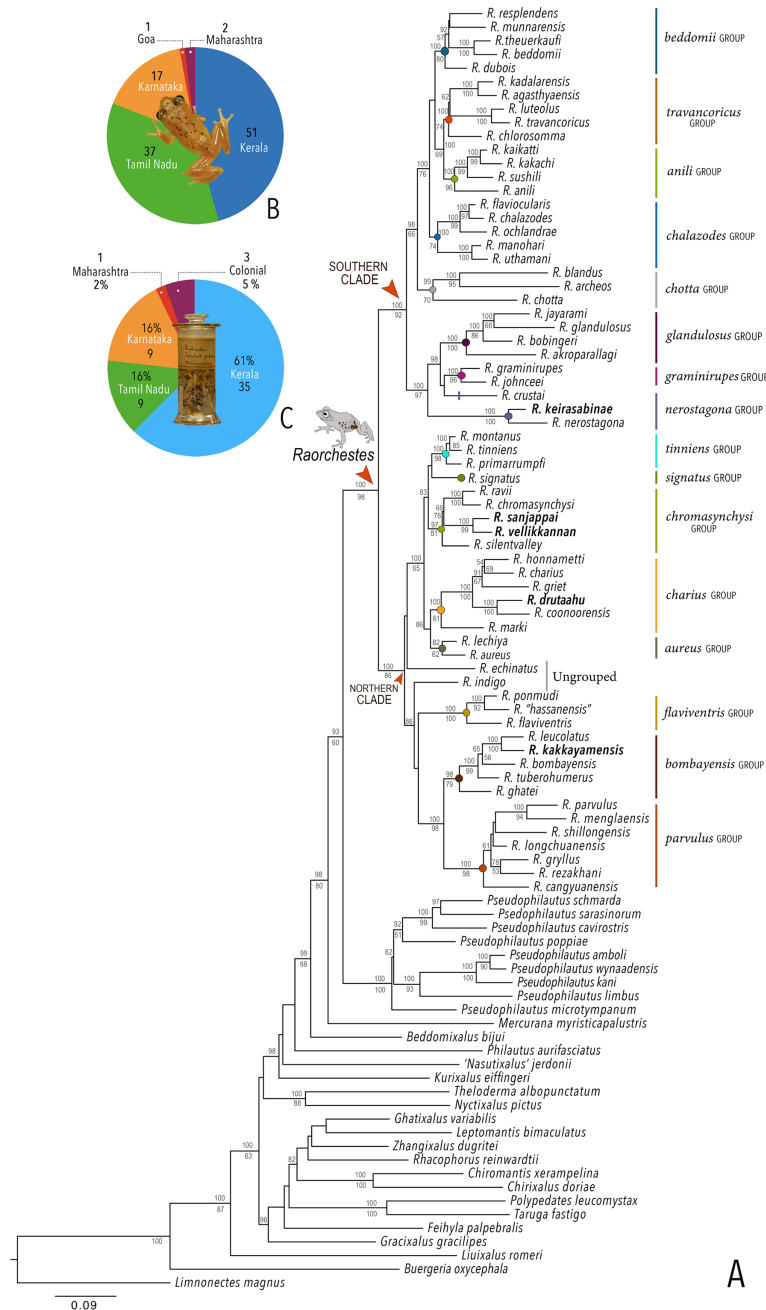 1
Goa
2
Maharashtra
17
Karnataka
51
Kerala
37
Tamil Nadu
B
1
Maharashtra
2%
3
Colonial
5 %
16%
Karnataka
9
61%
Kerala
35
16%
Tamil Nadu
9
C
SOUTHERN
CLADE
Raorchestes
NORTHERN
CLADE
R. resplendens
R. munnarensis
R.theuerkaufi
R. beddomii
R. dubois
beddomii GROUP
R. kadalarensis
R. agasthyaensis
R. luteolus
R. travancoricus
R. chlorosomma
travancoricus
GROUP
R. kaikatti
R. kakachi
R. sushili
R. anili
anili GROUP
R. flaviocularis
R. chalazodes
R. ochlandrae
R. manohari
R. uthamani
chalazodes GROUP
R. blandus
R. archeos
R. chotta
chotta GROUP
R. jayarami
R. glandulosus
R. bobingeri
R. akroparallagi
glandulosus GROUP
R. graminirupes
R. johnceei
R. crustai
graminirupes GROUP
R. keirasabinae
R. nerostagona
nerostagona GROUP
R. montanus
R. tinniens
R. primarrumpfi
tinniens GROUP
R. signatus
signatus GROUP
R. ravii
R. chromasynchysi
R. sanjappai
R. vellikkannan
R. silentvalley
chromasynchysi
GROUP
R. honnametti
R. charius
R. griet
R. drutaahu
R. coonoorensis
R. marki
charius GROUP
R. lechiya
R. aureus
aureus GROUP
R. echinatus
R. indigo
Ungrouped
R. ponmudi
R. "hassanensis"
R. flaviventris
flaviventris GROUP
R. leucolatus
R. kakkayamensis
R. bombayensis
R. tuberohumerus
R. ghatei
bombayensis GROUP
R. parvulus
R. menglaensis
R. shillongensis
R. longchuanensis
R. gryllus
R. rezakhani
R. cangyuanensis
parvulus GROUP
Pseudophilautus schmarda
Psedophilautus sarasinorum
Psedophilautus cavirostris
Pseudophilautus poppiae
Pseudophilautus amboli
Pseudophilautus wynaadensis
Pseudophilautus kani
Pseudophilautus limbus
Pseudophilautus microtympanum
Mercurana myristicapalustris
Beddomixalus bijui
Philautus aurifasciatus
'Nasutixalus' jerdonii
Kurixalus eiffingeri
Theloderma albopunctatum
Nyctixalus pictus
Ghatixalus variabilis
Leptomantis bimaculatus
Zhangixalus dugritei
Rhacophorus reinwardtii
Chiromantis xerampelina
Chirixalus doriae
Polypedates leucomystax
Taruga fastigo
Feihyla palpebralis
Gracixalus gracilipes
Liuixalus romeri
Buergeria oxycephala
Limnonectes magnus
0.09
A